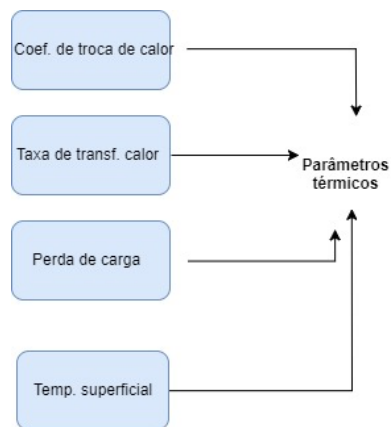 Coef. de troca de calor
Taxa de transf. calor
Parâmetros
térmicos
Perda de carga
Temp. superficial